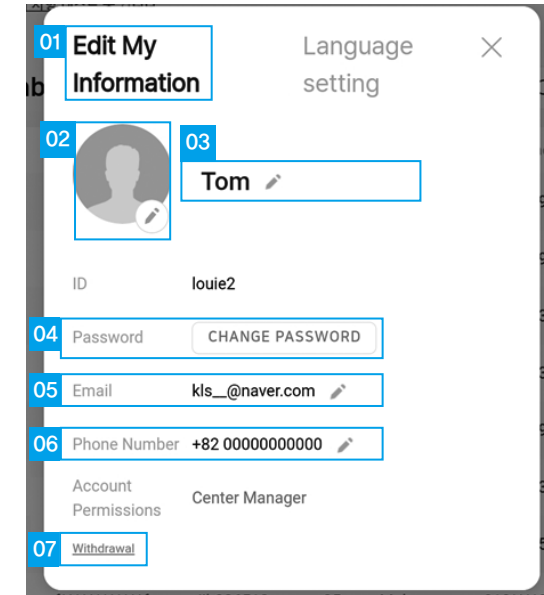 01 Edit My Information
Language setting
02
03
Tom
ID louie2
04 Password CHANGE PASSWORD
05 Email kls__@naver.com
06 Phone Number +82 00000000000
Account Permissions Center Manager
07 Withdrawal